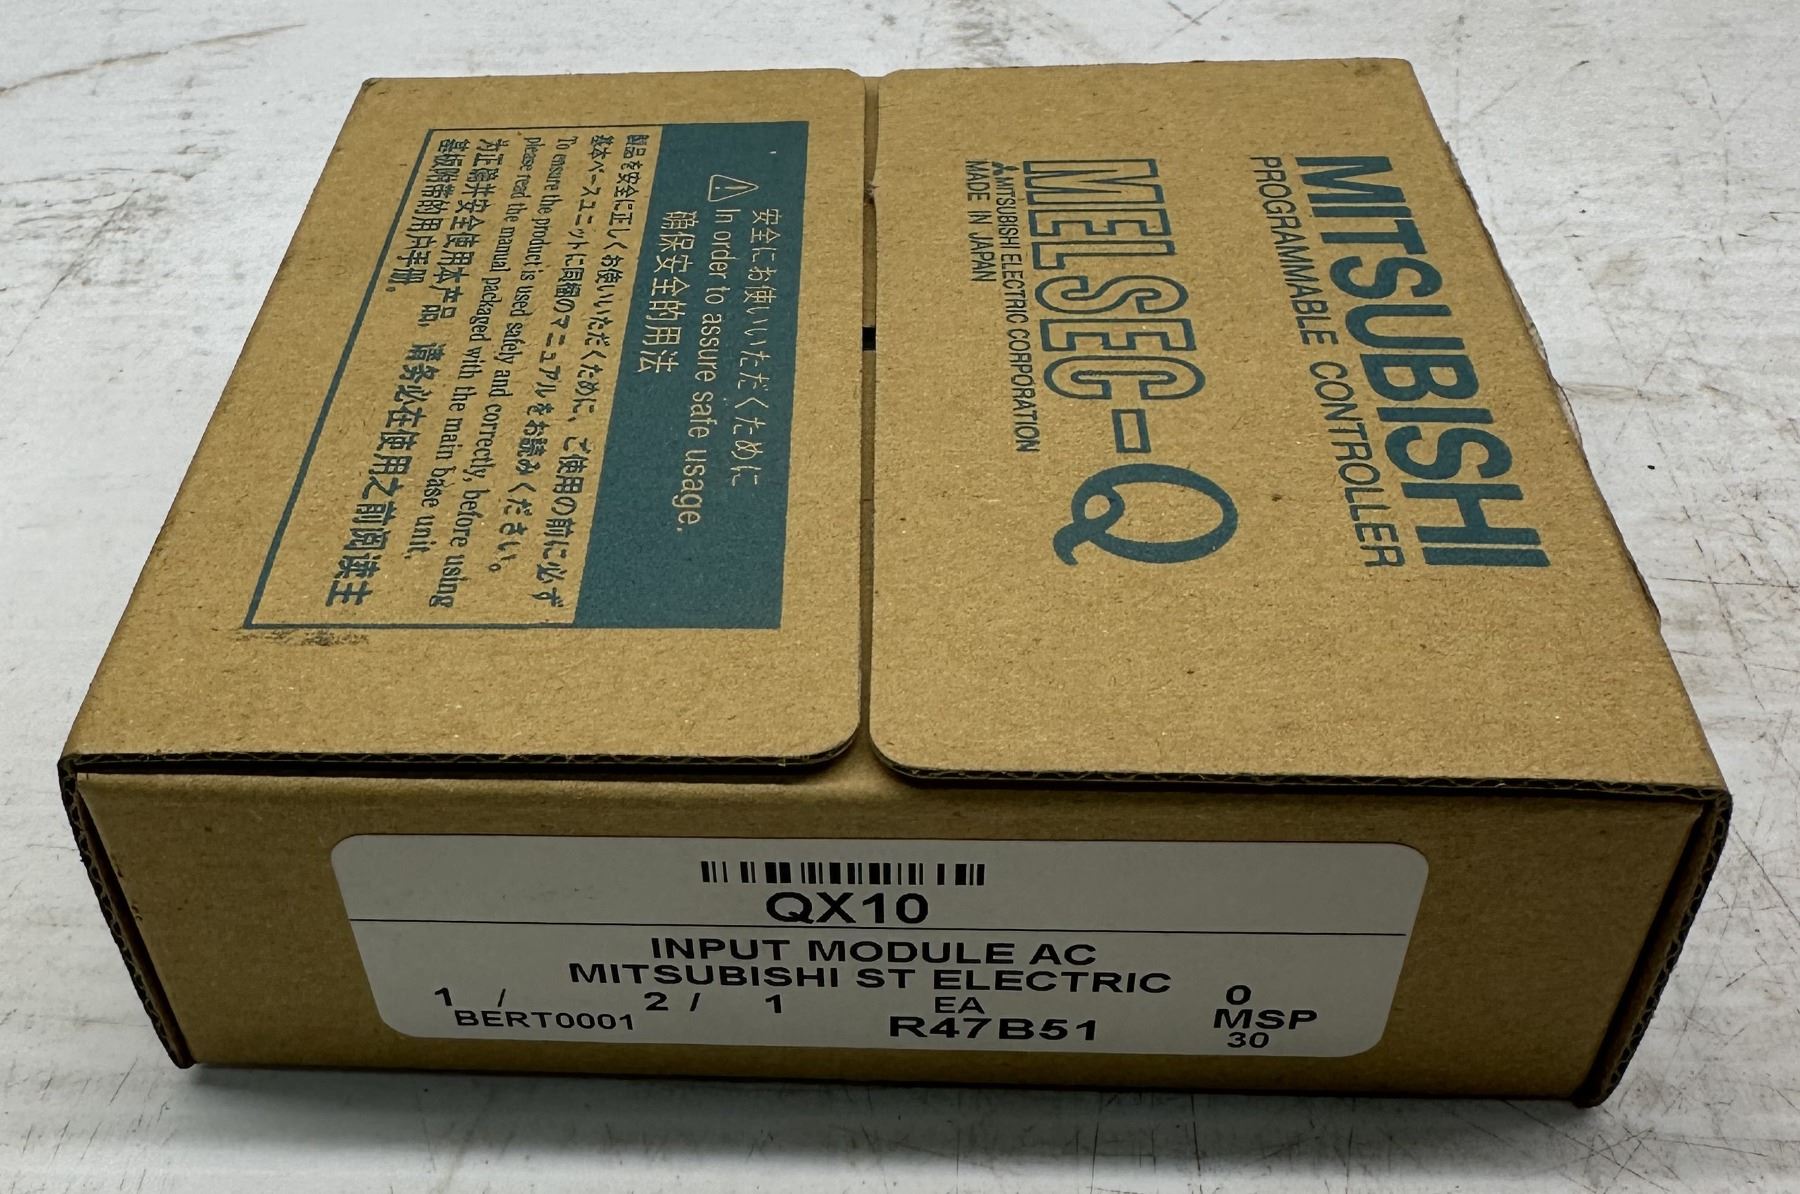 MITSUBISHI
PROGRAMMABLE CONTROLLER
MELSEC-Q
MITSUBISHI ELECTRIC CORPORATION
MADE IN JAPAN
安全にお使いいただくために
In order to assure safe usage.
确保安全的用法
製品を安全に正しくお使いいただくために、ご使用の前に必ず
基本ベースユニットに同梱のマニュアルをお読みください。
To ensure the product is used safely and correctly, before using
please read the manual packaged with the main base unit.
为正确并安全使用本产品，请务必在使用之前阅读主
基板附带的用户手册。
QX10
INPUT MODULE AC
MITSUBISHI ST ELECTRIC
1 / 2 / 1 EA 0
BERT0001 R47B51 MSP
30